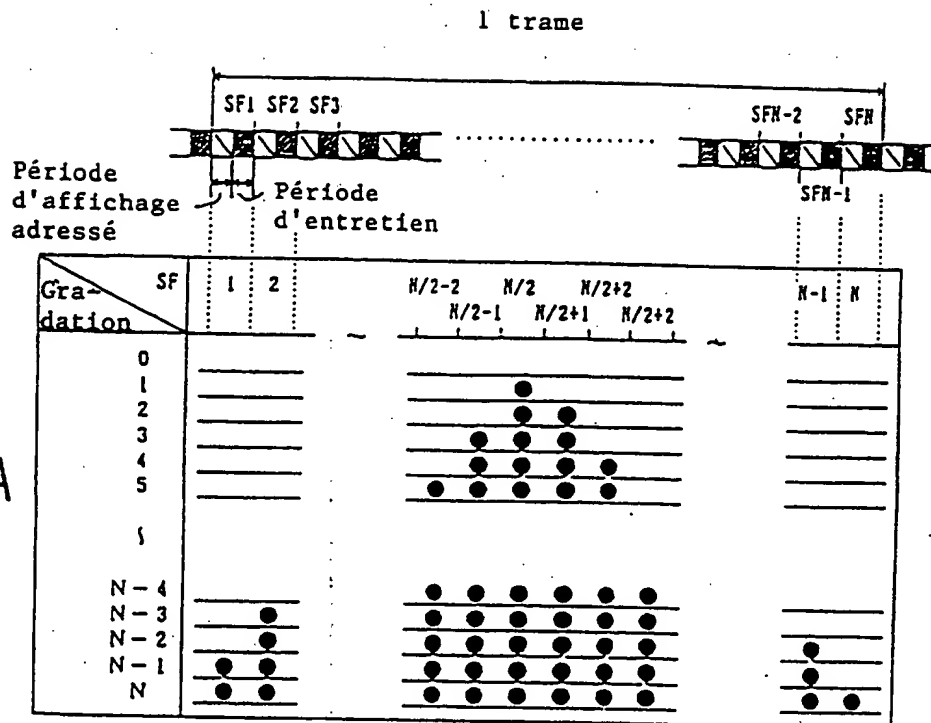 1 trame
SF1 SF2 SF3
SFN-2 SFN
SFN-1
Période
d'affichage
adressé
Période
d'entretien
SF
Gra-
dation
1 2
N/2-2 N/2 N/2+2
N/2-1 N/2+1 N/2+2
N-1 N
0
1
2
3
4
5
N-4
N-3
N-2
N-1
N